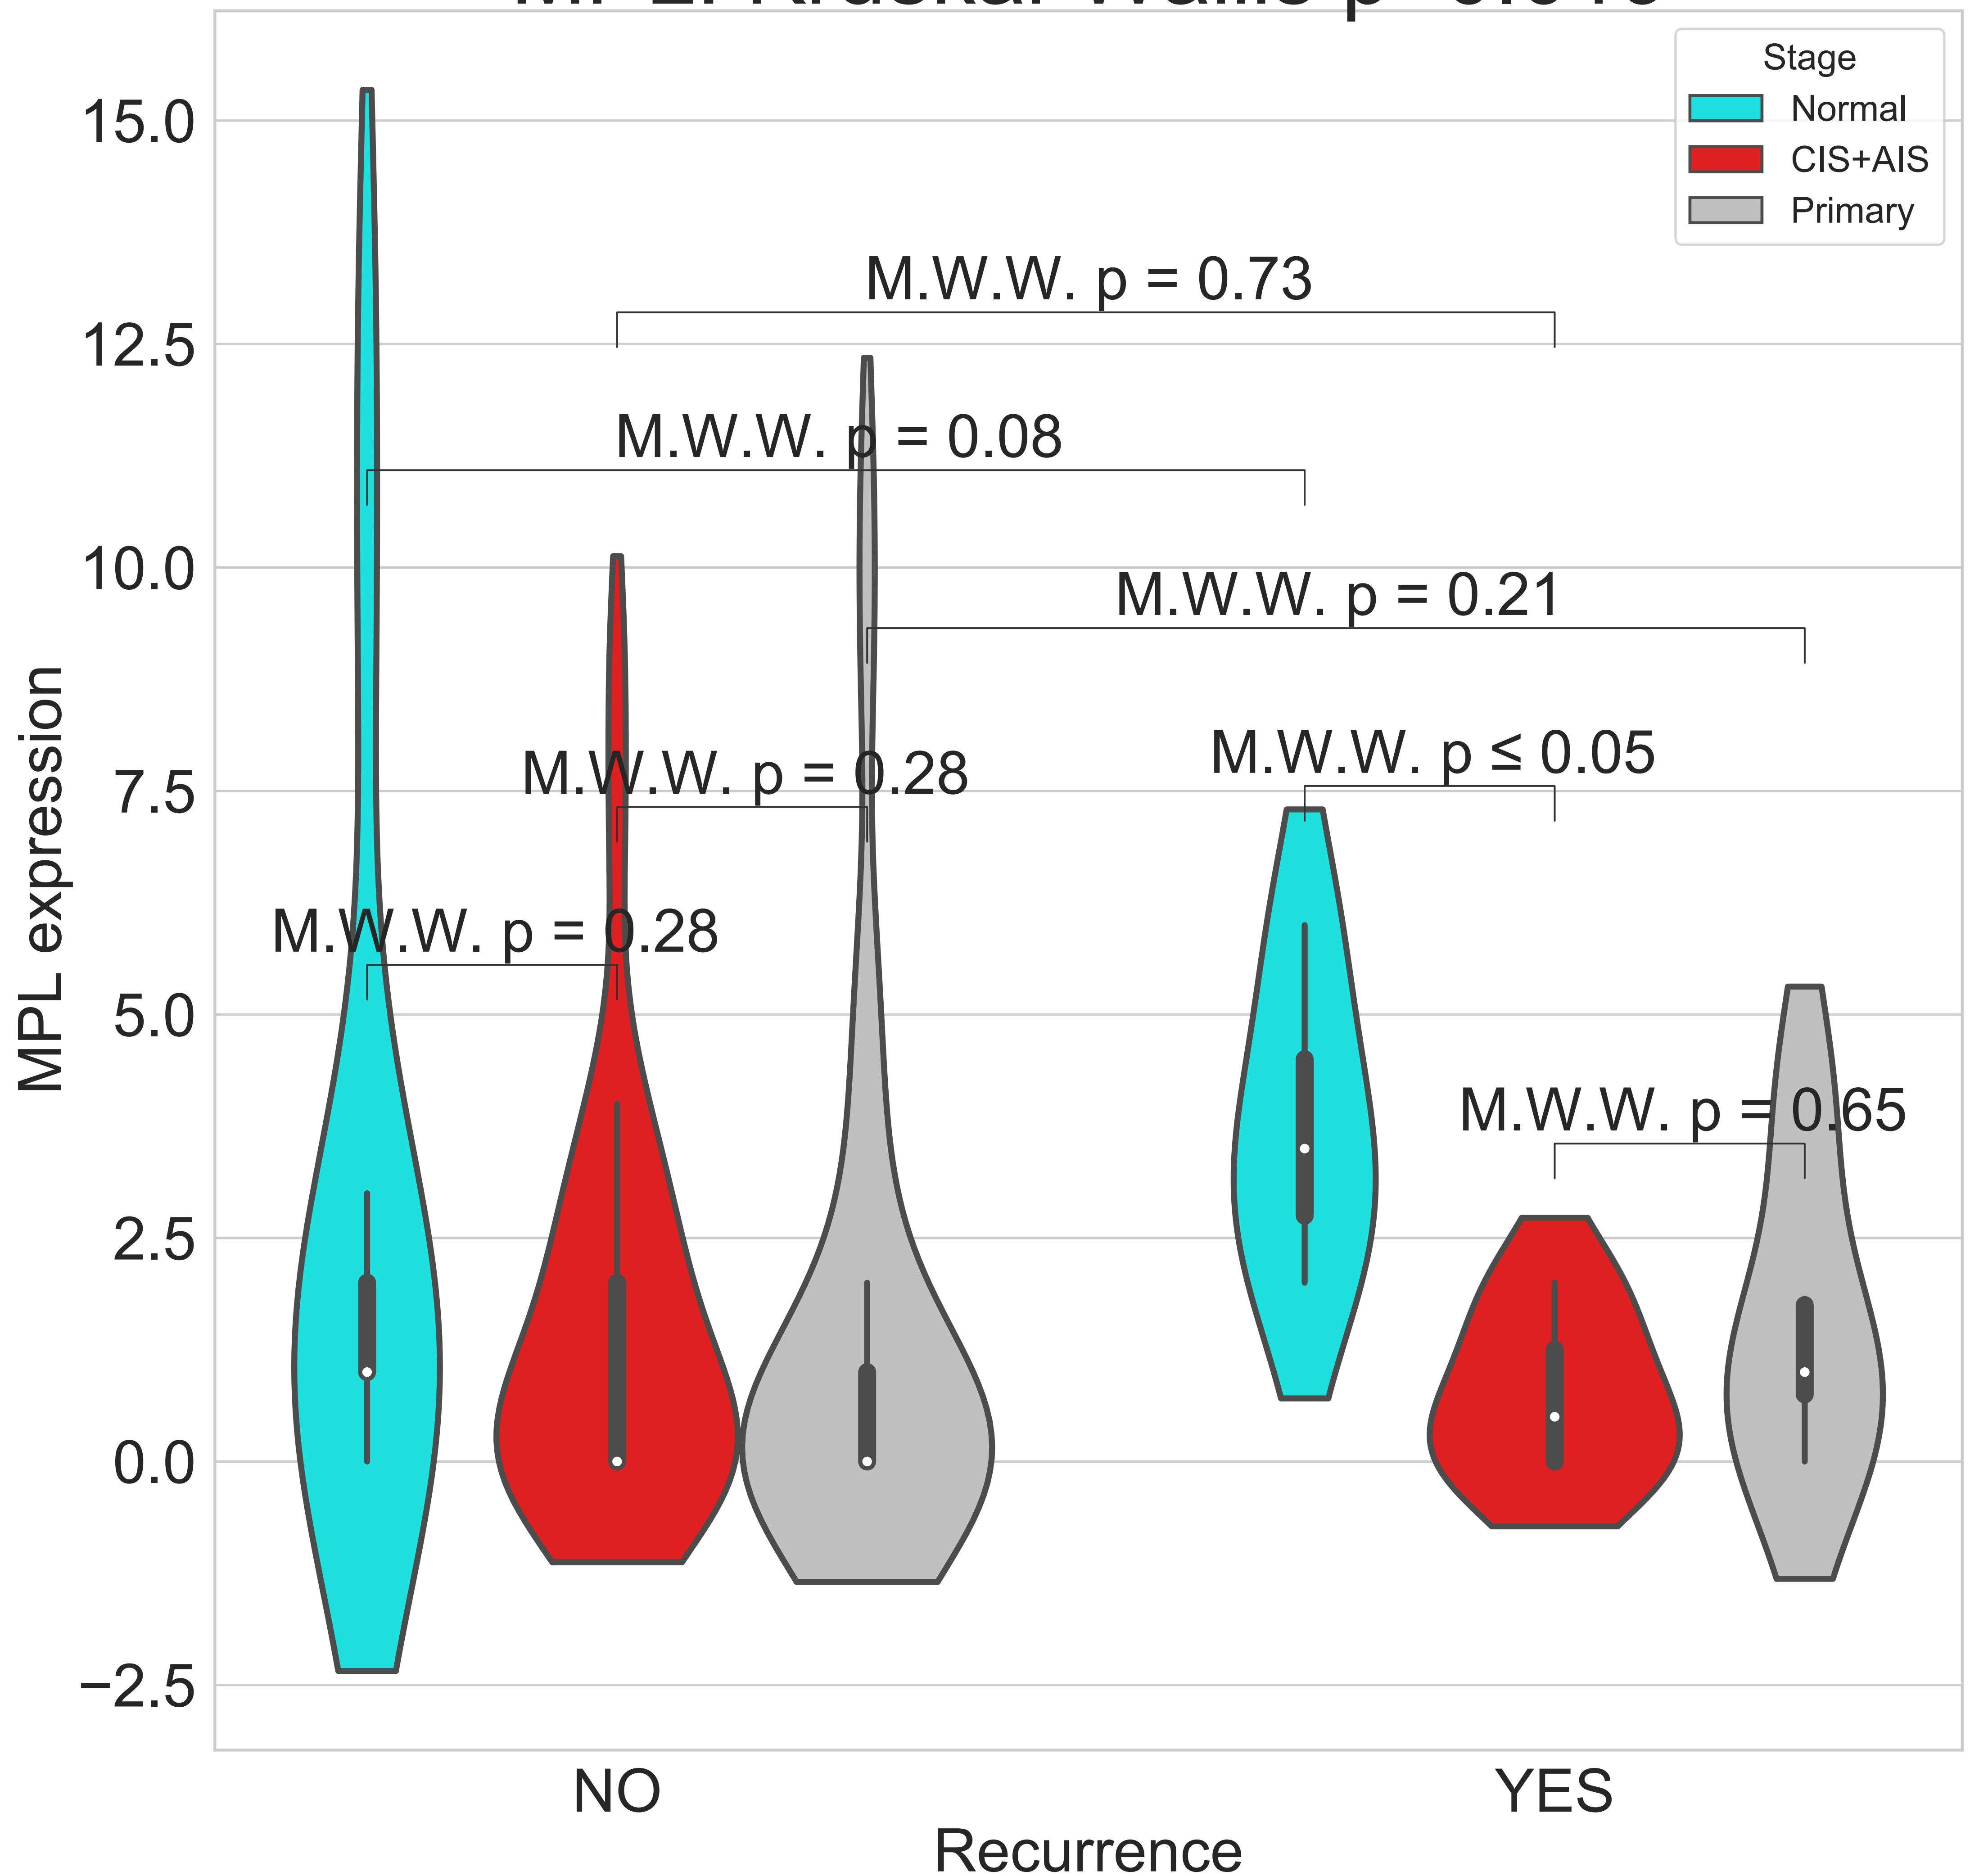 Stage
Normal
CIS+AIS
Primary
15.0
12.5
10.0
7.5
5.0
2.5
0.0
−2.5
MPL expression
M.W.W. p = 0.73
M.W.W. p = 0.08
M.W.W. p = 0.21
M.W.W. p ≤ 0.05
M.W.W. p = 0.28
M.W.W. p = 0.28
M.W.W. p = 0.65
NO
YES
Recurrence